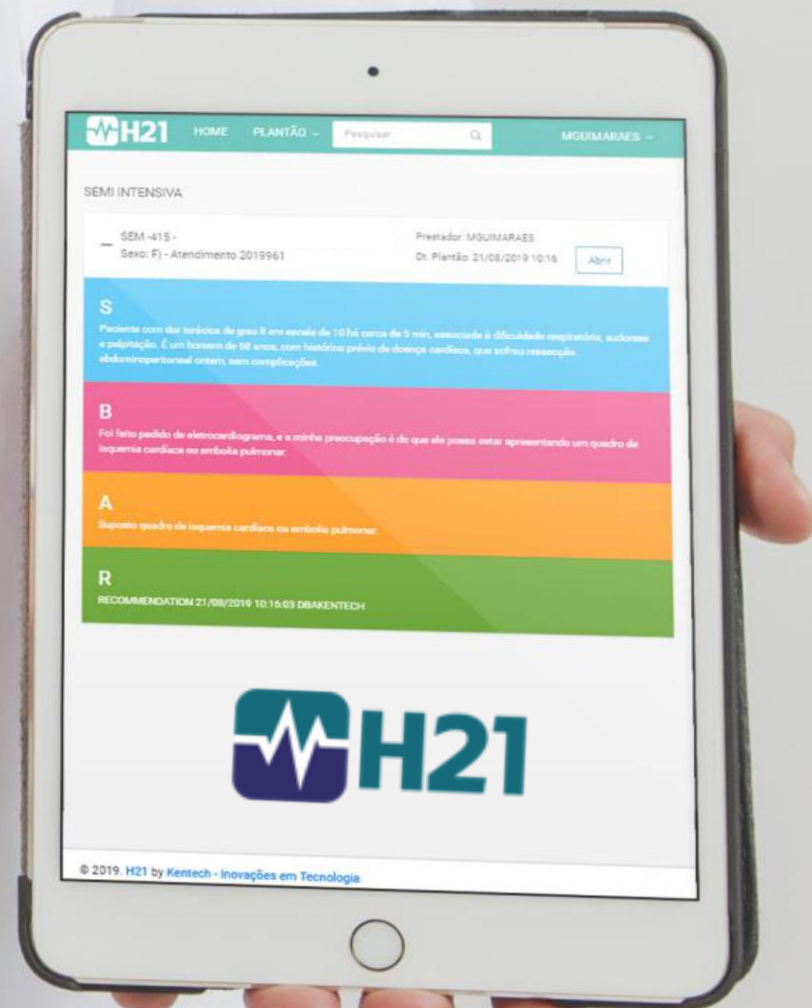 H21 HOME PLANTÃO Pesquisar MGUIMARAES
SEMI INTENSIVA
SEM -415 - Prestador: MGUIMARAES
Sexo: F) - Atendimento 2019961 Dt. Plantão: 21/08/2019 10:16 Abrir
S
Paciente com dor torácica de grau 8 em escala de 10 há cerca de 5 min, associada à dificuldade respiratória, sudorese
e palpitação. É um homem de 58 anos, com histórico prévio de doença cardíaca, que sofreu ressecção
abdominoperitoneal ontem, sem complicações.
B
Foi feito pedido de eletrocardiograma, e a minha preocupação é de que ele possa estar apresentando um quadro de
isquemia cardíaca ou embolia pulmonar.
A
Suposto quadro de isquemia cardíaca ou embolia pulmonar.
R
RECOMMENDATION 21/08/2019 10:16:03 DBAKENTECH
H21
© 2019. H21 by Kentech - Inovações em Tecnologia